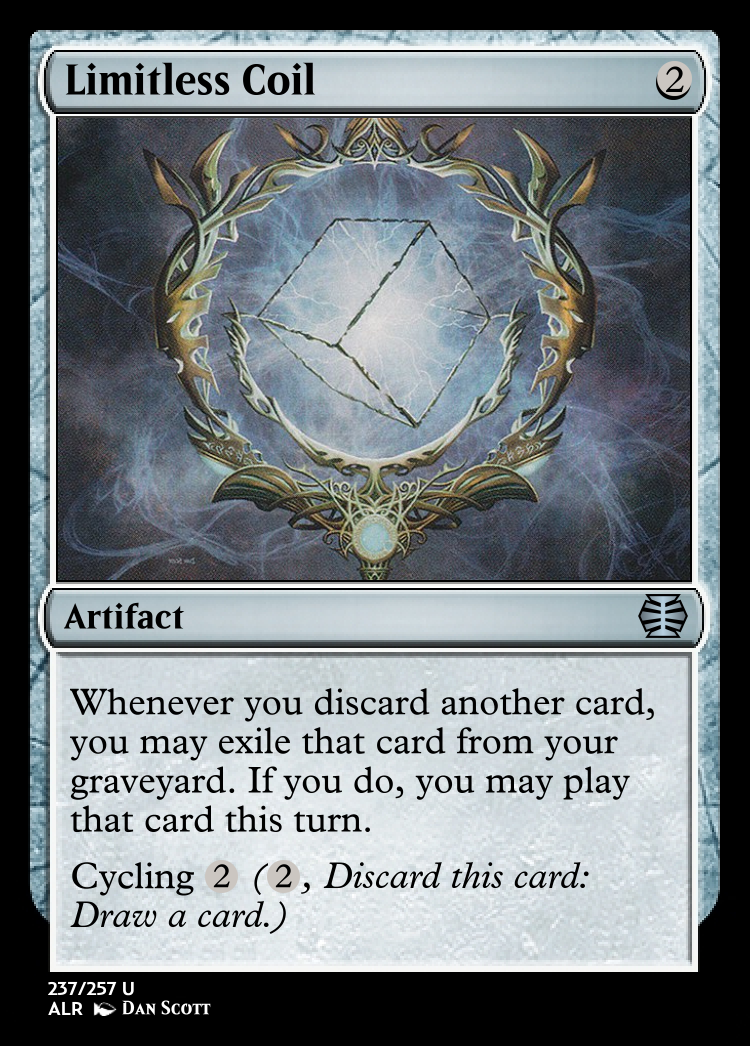 Limitless Coil 2
Artifact
Whenever you discard another card,
you may exile that card from your
graveyard. If you do, you may play
that card this turn.
Cycling 2 (2, Discard this card:
Draw a card.)
237/257 U
ALR Dan Scott